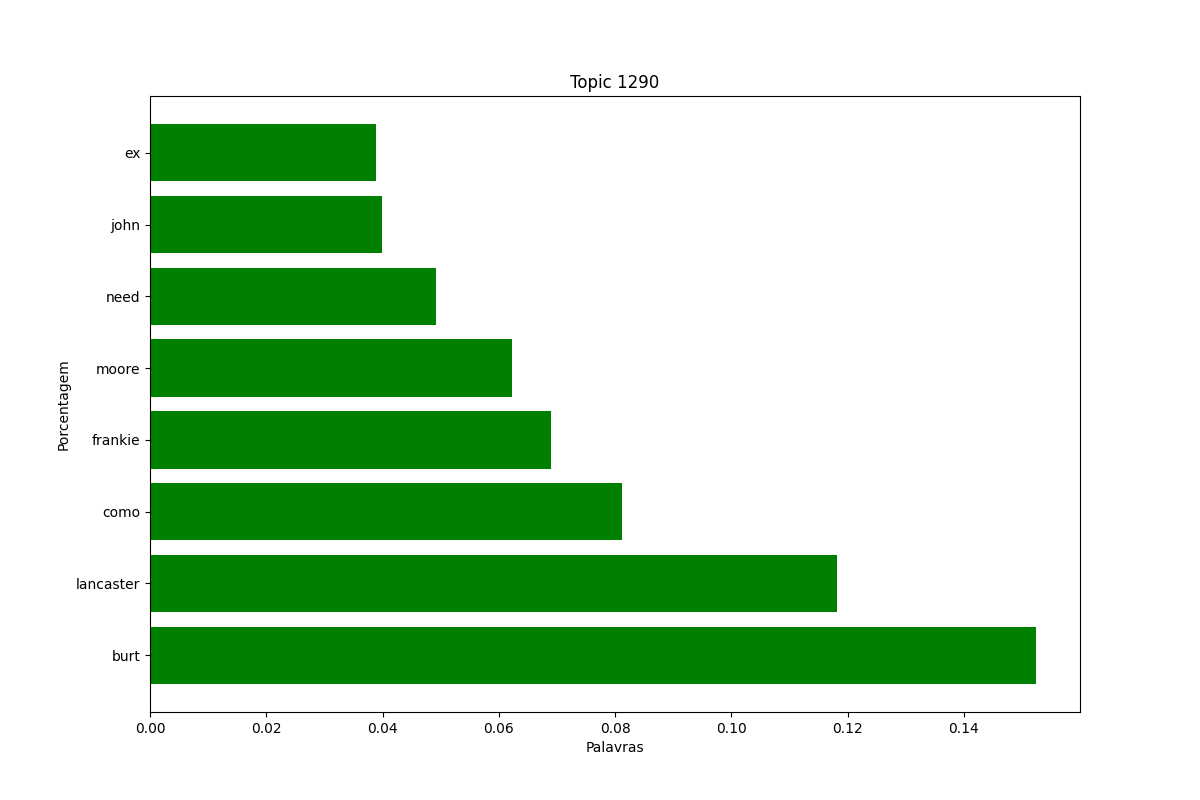 Topic 1290
ex
john
need
moore
frankie
como
lancaster
burt
Porcentagem
0.00 0.02 0.04 0.06 0.08 0.10 0.12 0.14
Palavras